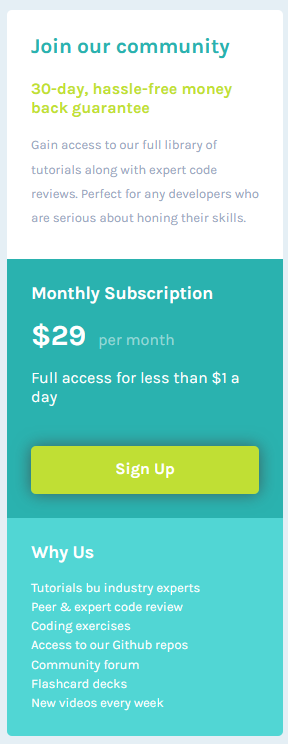 Join our community
30-day, hassle-free money
back guarantee
Gain access to our full library of
tutorials along with expert code
reviews. Perfect for any developers who
are serious about honing their skills.
Monthly Subscription
$29 per month
Full access for less than $1 a
day
Sign Up
Why Us
Tutorials bu industry experts
Peer & expert code review
Coding exercises
Access to our Github repos
Community forum
Flashcard decks
New videos every week